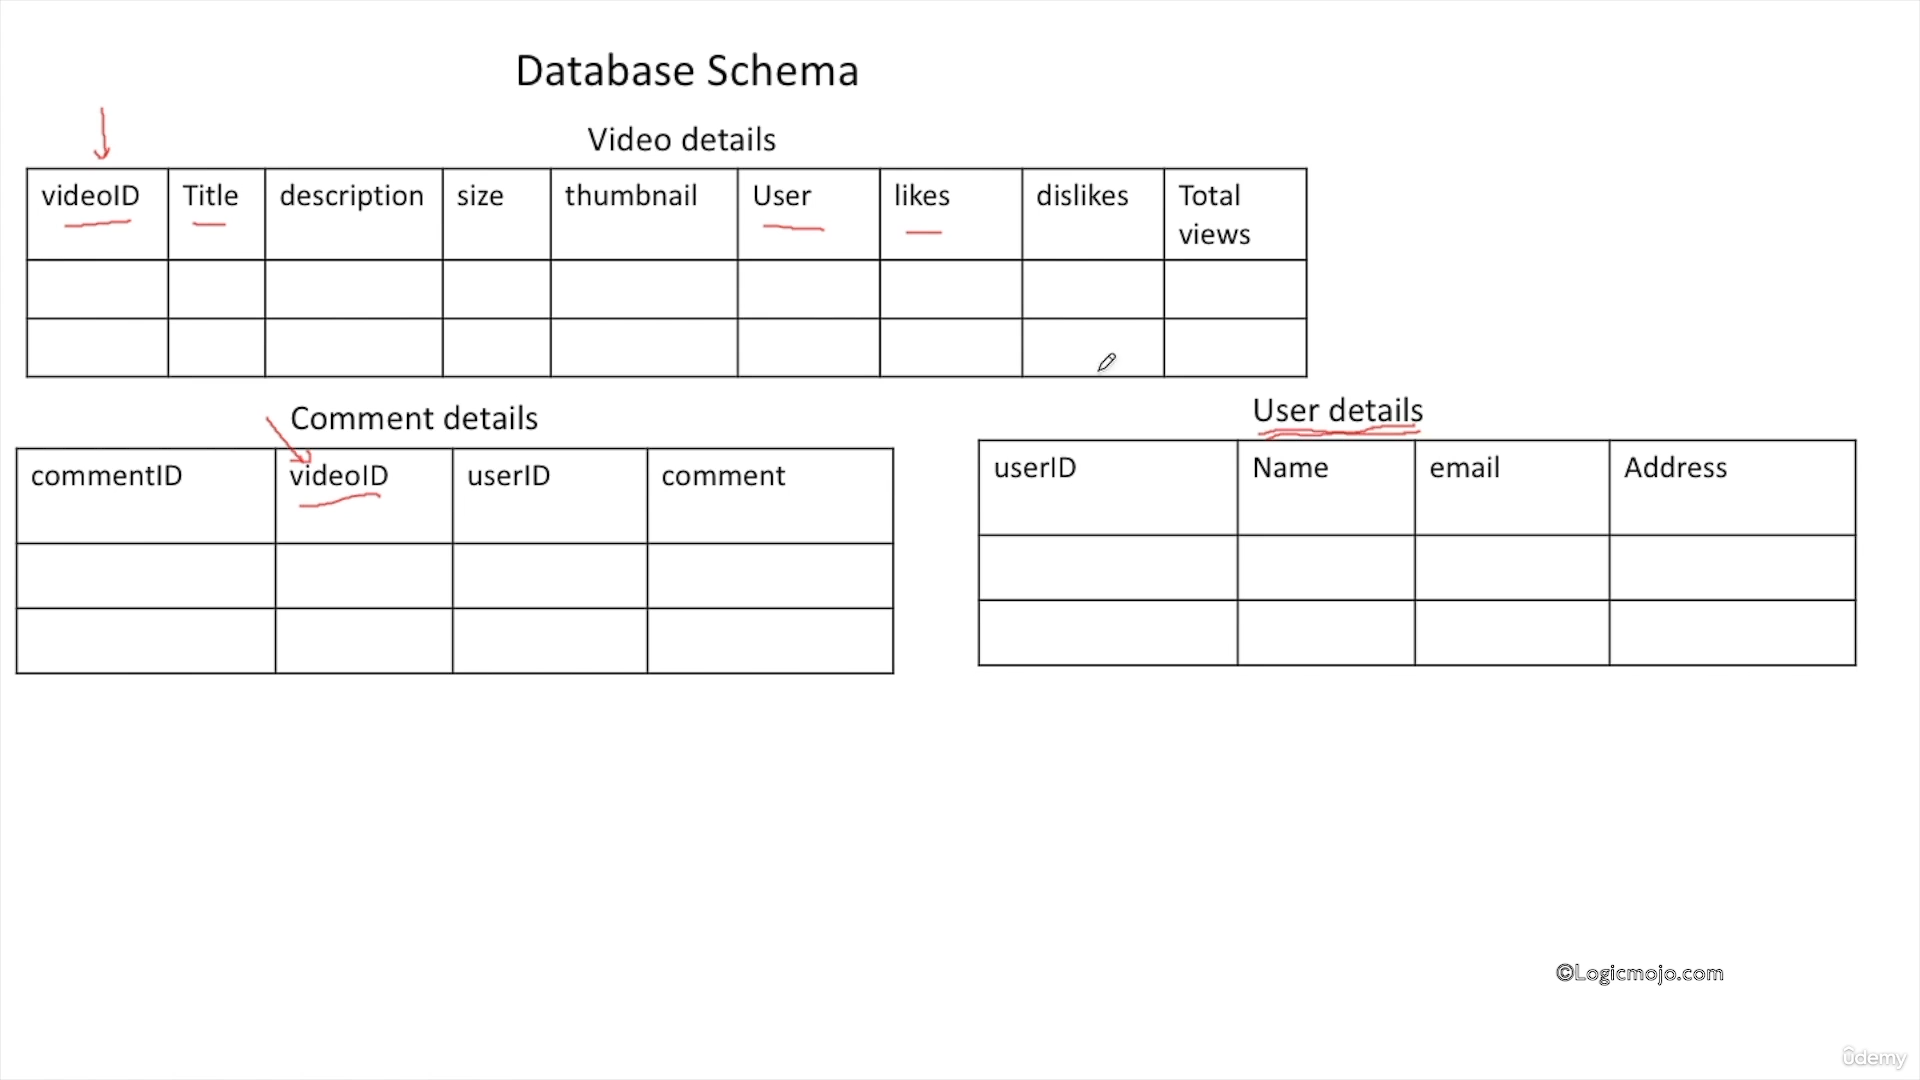 Database Schema
Video details
videoID Title description size thumbnail User likes dislikes Total
views
Comment details
commentID videoID userID comment
User details
userID Name email Address
©Logicmojo.com
ûdemy